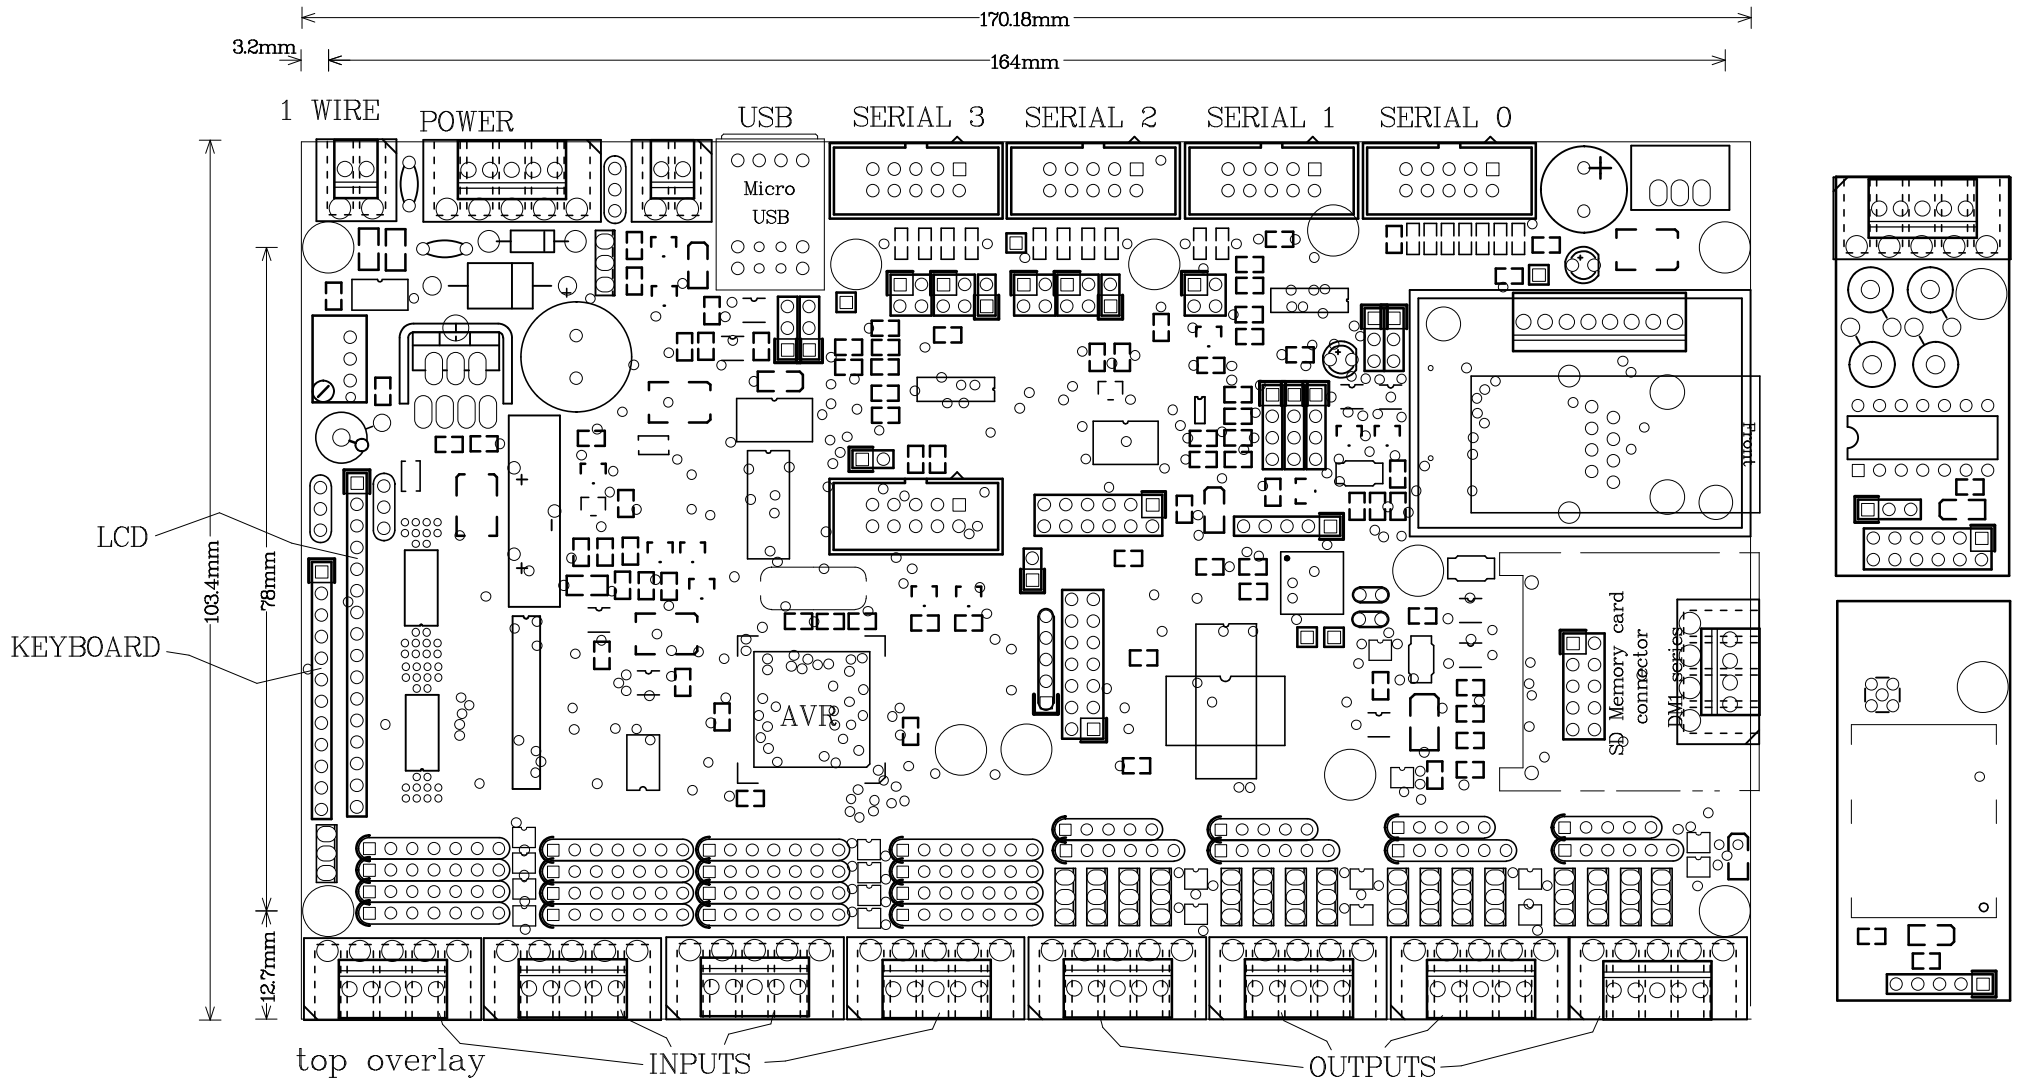 170.18mm
3.2mm
164mm
1 WIRE
POWER
USB
SERIAL 3
SERIAL 2
SERIAL 1
SERIAL 0
Micro
USB
Front
LCD
103.4mm
78mm
KEYBOARD
AVR
SD Memory card
connector
DM1 series
12.7mm
top overlay
INPUTS
OUTPUTS